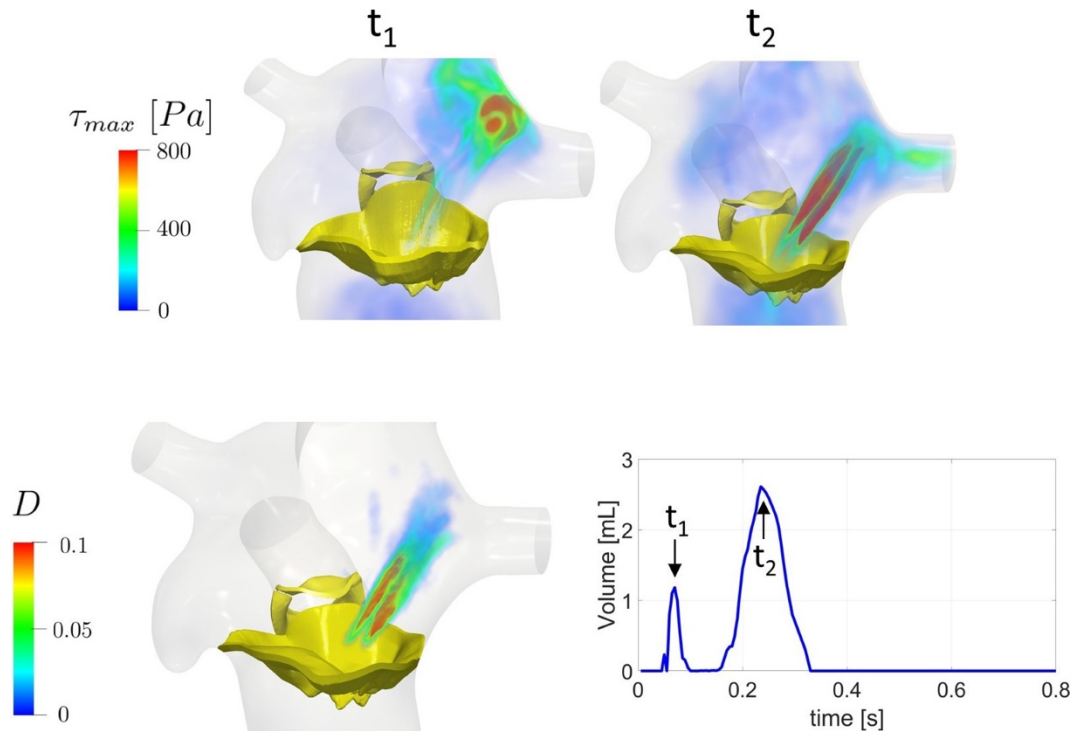 t₁
t₂
τₘₐₓ [Pa]
800
400
0
D
0.1
0.05
0
3
2
1
0
Volume [mL]
t₁
t₂
0
0.2
0.4
0.6
0.8
time [s]